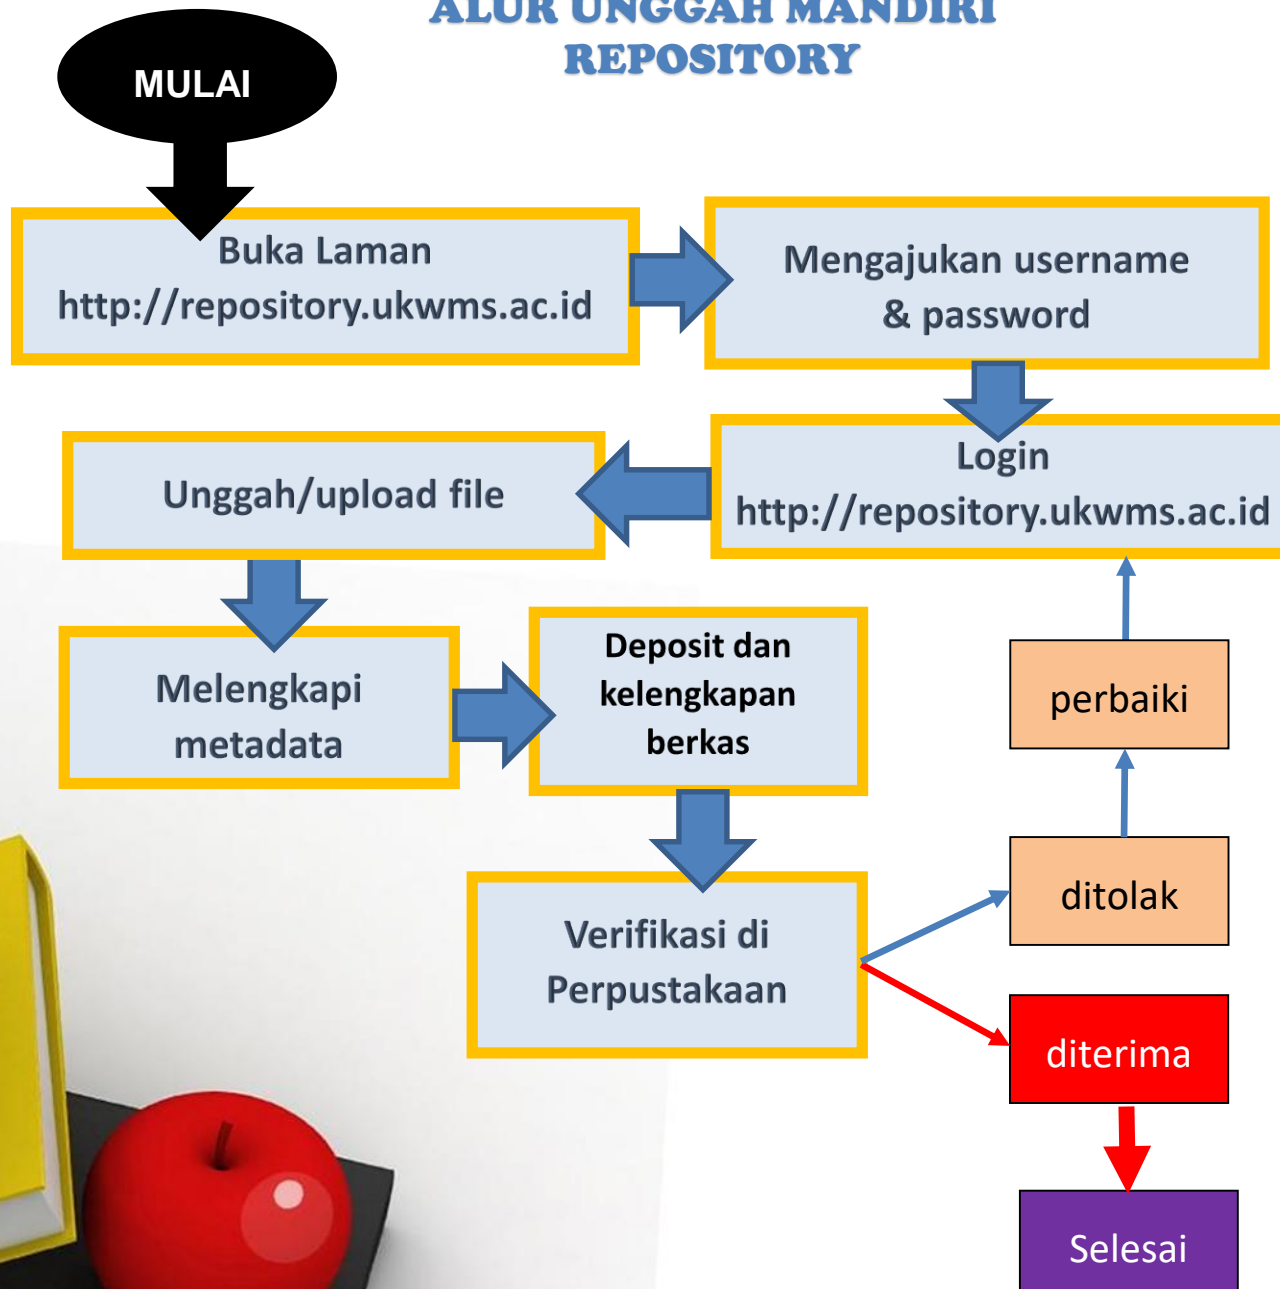 ALUR UNGGAH MANDIRI
REPOSITORY
MULAI
Buka Laman
http://repository.ukwms.ac.id
Mengajukan username
& password
Login
http://repository.ukwms.ac.id
Unggah/upload file
Melengkapi
metadata
Deposit dan
kelengkapan
berkas
Verifikasi di
Perpustakaan
perbaiki
ditolak
diterima
Selesai